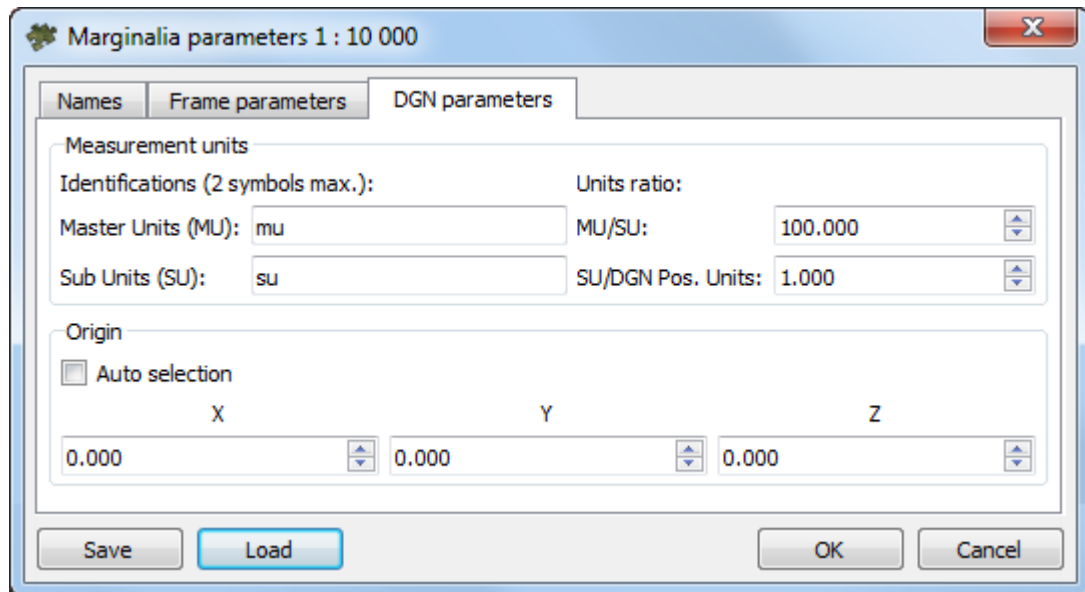 Marginalia parameters 1 : 10 000
Names Frame parameters DGN parameters
Measurement units
Identifications (2 symbols max.): Units ratio:
Master Units (MU): mu MU/SU: 100.000
Sub Units (SU): su SU/DGN Pos. Units: 1.000
Origin
Auto selection
X Y Z
0.000 0.000 0.000
Save Load OK Cancel